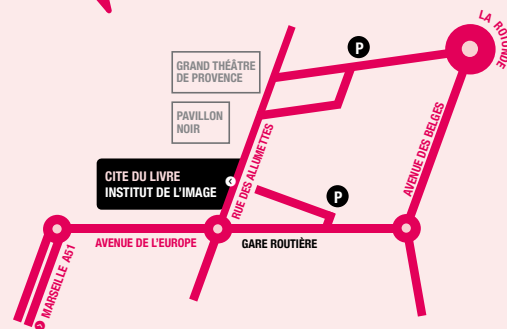 LA ROTONDE
P
GRAND THÉÂTRE
DE PROVENCE
PAVILLON
NOIR
RUE DES ALLUMETTES
AVENUE DES BELGES
CITE DU LIVRE
INSTITUT DE L'IMAGE
P
AVENUE DE L'EUROPE
GARE ROUTIÈRE
MARSEILLE A51